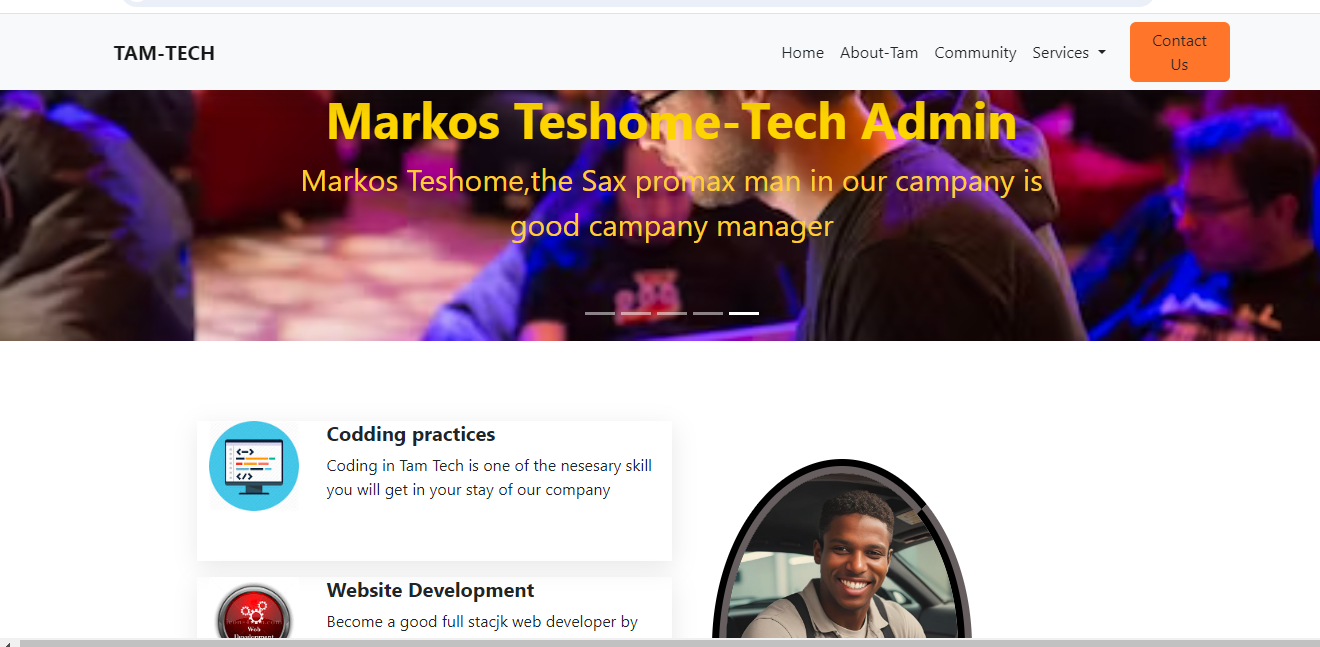 TAM-TECH
Home About-Tam Community Services Contact Us
Markos Teshome-Tech Admin
Markos Teshome,the Sax promax man in our campany is
good campany manager
Codding practices
Coding in Tam Tech is one of the nesesary skill
you will get in your stay of our company
Website Development
Become a good full stacjk web developer by
Web
Development